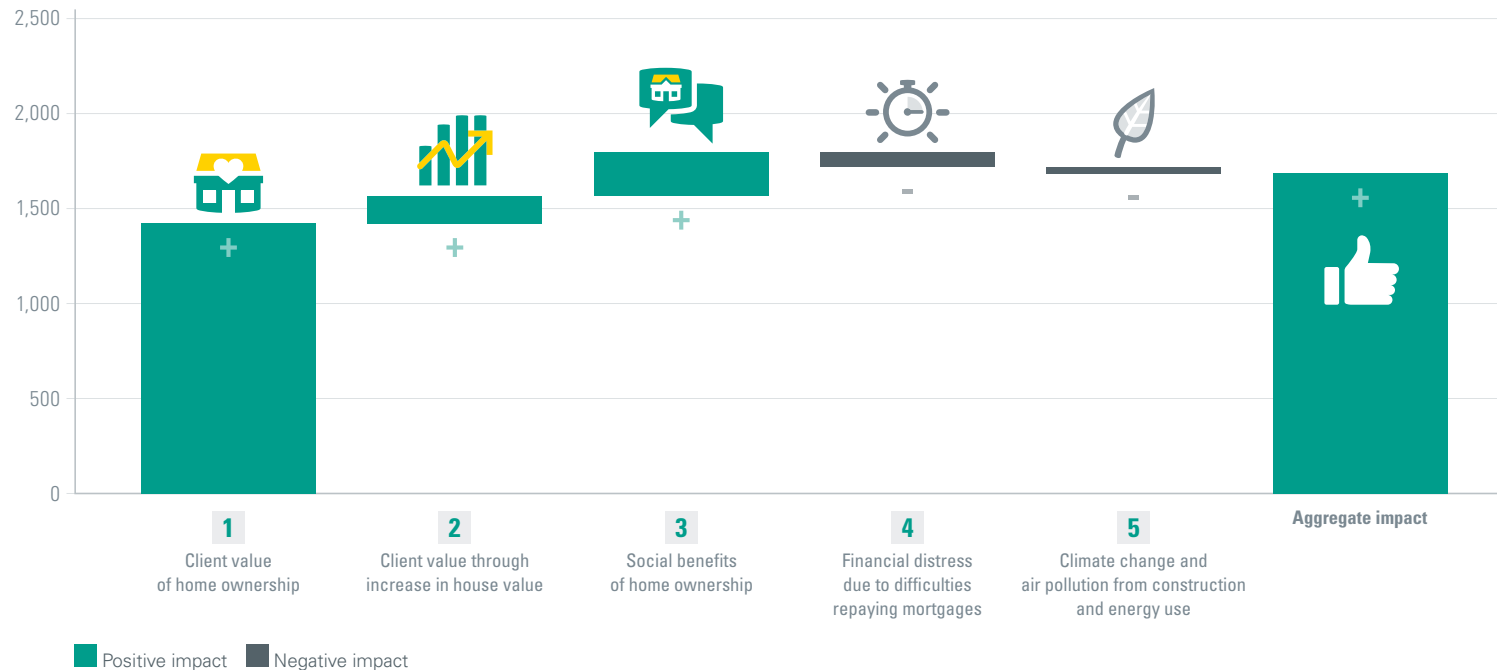 2,500
2,000
1,500
1,000
500
0
+
+
+
-
-
+
1
Client value
of home ownership
2
Client value through
increase in house value
3
Social benefits
of home ownership
4
Financial distress
due to difficulties
repaying mortgages
5
Climate change and
air pollution from construction
and energy use
Aggregate impact
Positive impact
Negative impact